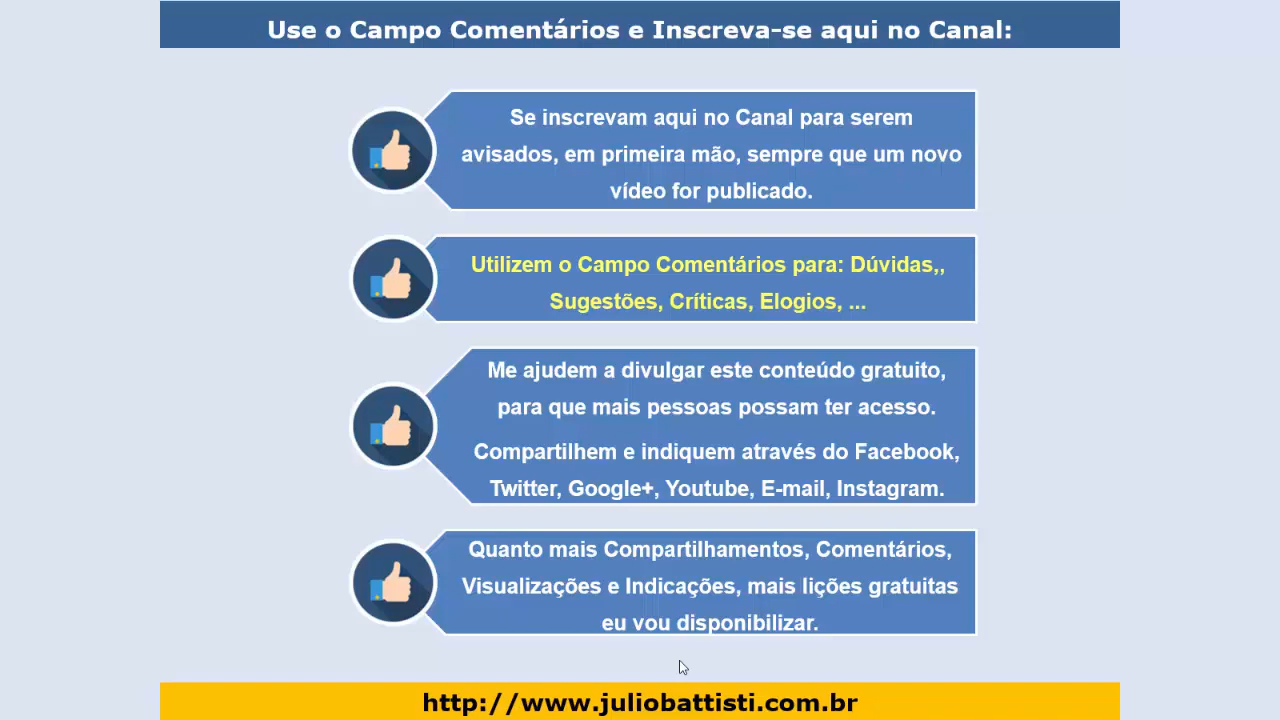 Use o Campo Comentários e Inscreva-se aqui no Canal:
Se inscrevam aqui no Canal para serem
avisados, em primeira mão, sempre que um novo
vídeo for publicado.
Utilizem o Campo Comentários para: Dúvidas,,
Sugestões, Críticas, Elogios, ...
Me ajudem a divulgar este conteúdo gratuito,
para que mais pessoas possam ter acesso.
Compartilhem e indiquem através do Facebook,
Twitter, Google+, Youtube, E-mail, Instagram.
Quanto mais Compartilhamentos, Comentários,
Visualizações e Indicações, mais lições gratuitas
eu vou disponibilizar.
http://www.juliobattisti.com.br